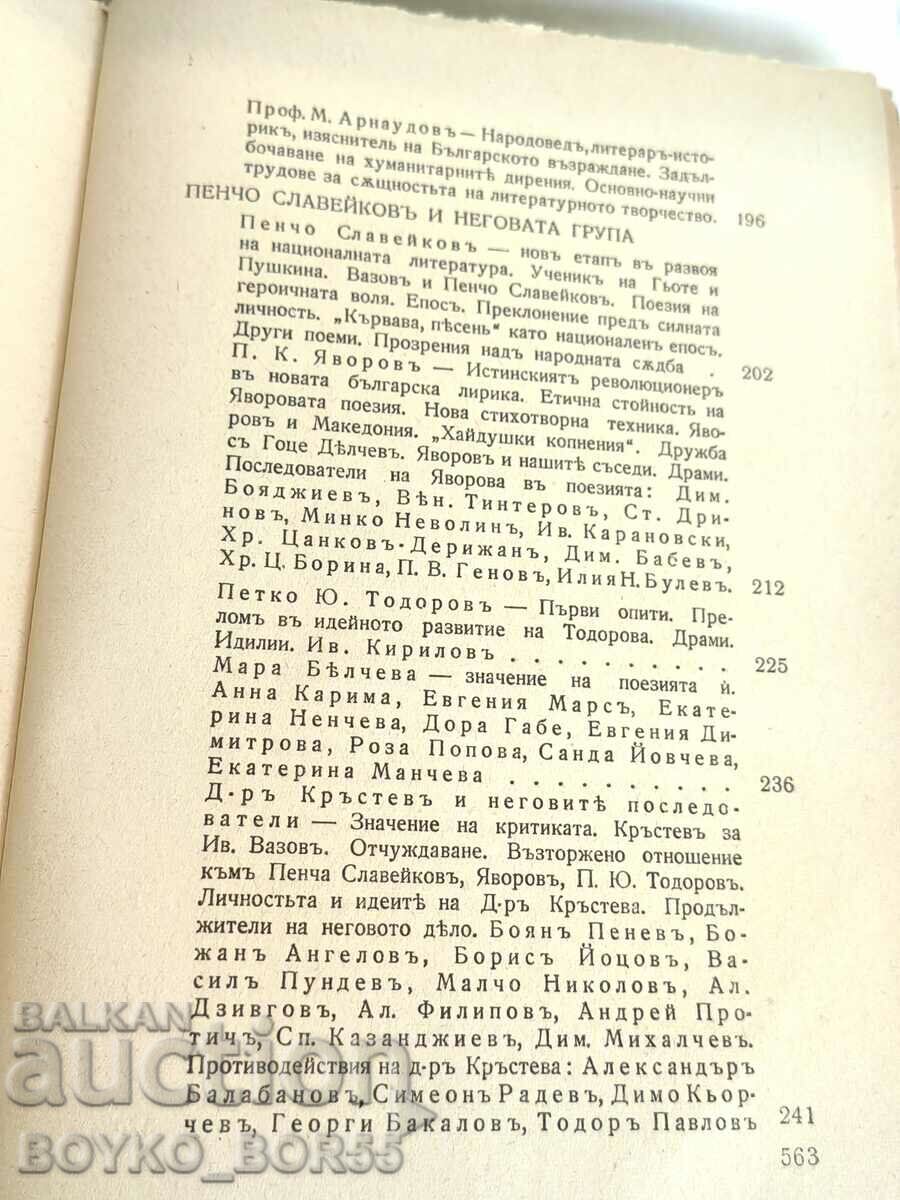 Проф. М. Арнаудовъ — Народоведъ, литераръ-исто-
рикъ, изяснитель на Българското възраждане. Задъл-
бочаване на хуманитарнитѣ дирения. Основно-научни
трудове за сѫщностьта на литературното творчество. 196
ПЕНЧО СЛАВЕЙКОВЪ И НЕГОВАТА ГРУПА
Пенчо Славейковъ — новъ етапъ въ развоя
на националната литература. Ученикъ на Гьоте и
Пушкина. Вазовъ и Пенчо Славейковъ. Поезия на
героичната воля. Епосъ. Преклонение предъ силната
личность. „Кървава, пѣсень“ като националенъ епосъ.
Други поеми. Прозрения надъ народната сѫдба . 202
П. К. Яворовъ — Истинскиятъ революционеръ
въ новата българска лирика. Етична стойность на
Яворовата поезия. Нова стихотворна техника. Яво-
ровъ и Македония. „Хайдушки копнения“. Дружба
съ Гоце Дѣлчевъ. Яворовъ и нашитѣ съседи. Драми.
Последователи на Яворова въ поезията: Дим.
Бояджиевъ, Вѣн. Тинтеровъ, Ст. Дри-
новъ, Минко Неволинъ, Ив. Карановски,
Хр. Цанковъ-Дерижанъ, Дим. Бабевъ,
Хр. Ц. Борина, П. В. Геновъ, Илия Н. Булевъ. 212
Петко Ю. Тодоровъ — Първи опити. Пре-
ломъ въ идейното развитие на Тодорова. Драми.
Идилии. Ив. Кириловъ . . . . . . . . . . 225
Мара Бѣлчева — значение на поезията ѝ.
Анна Карима, Евгения Марсъ, Екате-
рина Ненчева, Дора Габе, Евгения Ди-
митрова, Роза Попова, Санда Йовчева,
Екатерина Манчева . . . . . . . . . . 236
Д-ръ Кръстевъ и неговитѣ последо-
ватели — Значение на критиката. Кръстевъ за
Ив. Вазовъ. Отчуждаване. Възторжено отношение
къмъ Пенча Славейковъ, Яворовъ, П. Ю. Тодоровъ.
Личностьта и идеитѣ на Д-ръ Кръстева. Продъл-
жители на неговото дѣло. Боянъ Пеневъ, Бо-
жанъ Ангеловъ, Борисъ Йоцовъ, Ва-
силъ Пундевъ, Малчо Николовъ, Ал.
Дзивговъ, Ал. Филиповъ, Андрей Про-
тичъ, Сп. Казанджиевъ, Дим. Михалчевъ.
Противодействия на д-ръ Кръстева: Александъръ
Балабановъ, Симеонъ Радевъ, Димо Кьор-
чевъ, Георги Бакаловъ, Тодоръ Павловъ 241
563
BALKAN
auction
BOYKO_BOR55